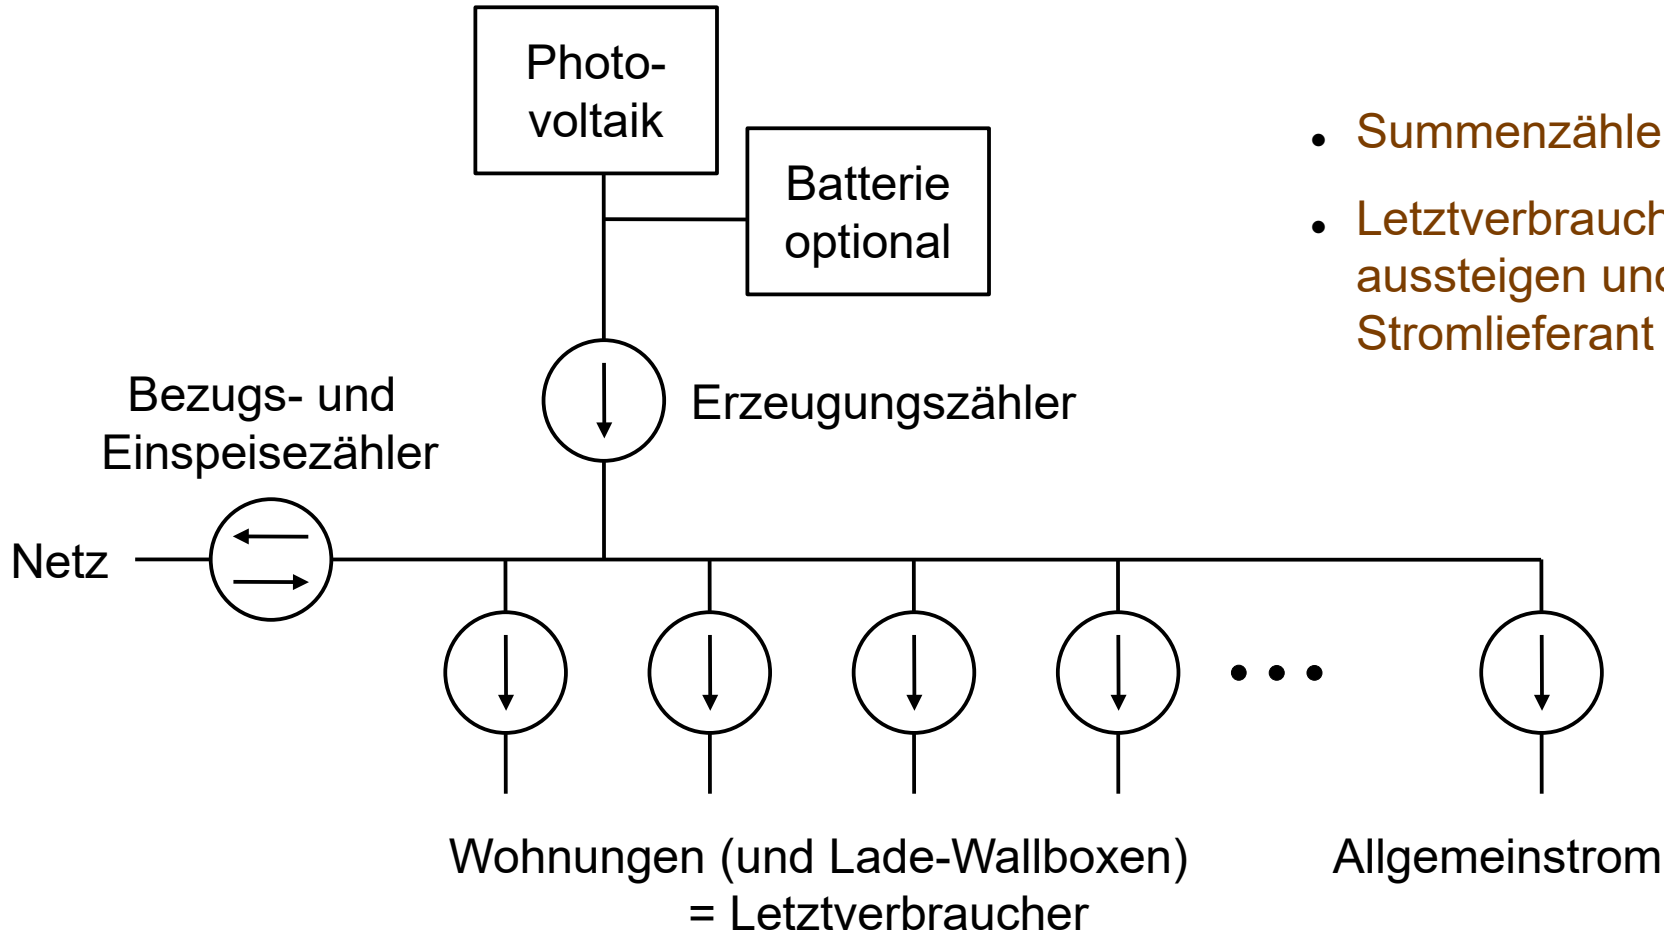 Photo-
voltaik
Batterie
optional
Summenzähle
Letztverbrauch
aussteigen und
Stromlieferant
Bezugs- und
Einspeisezähler
Erzeugungszähler
Netz
Wohnungen (und Lade-Wallboxen)
= Letztverbraucher
Allgemeinstrom